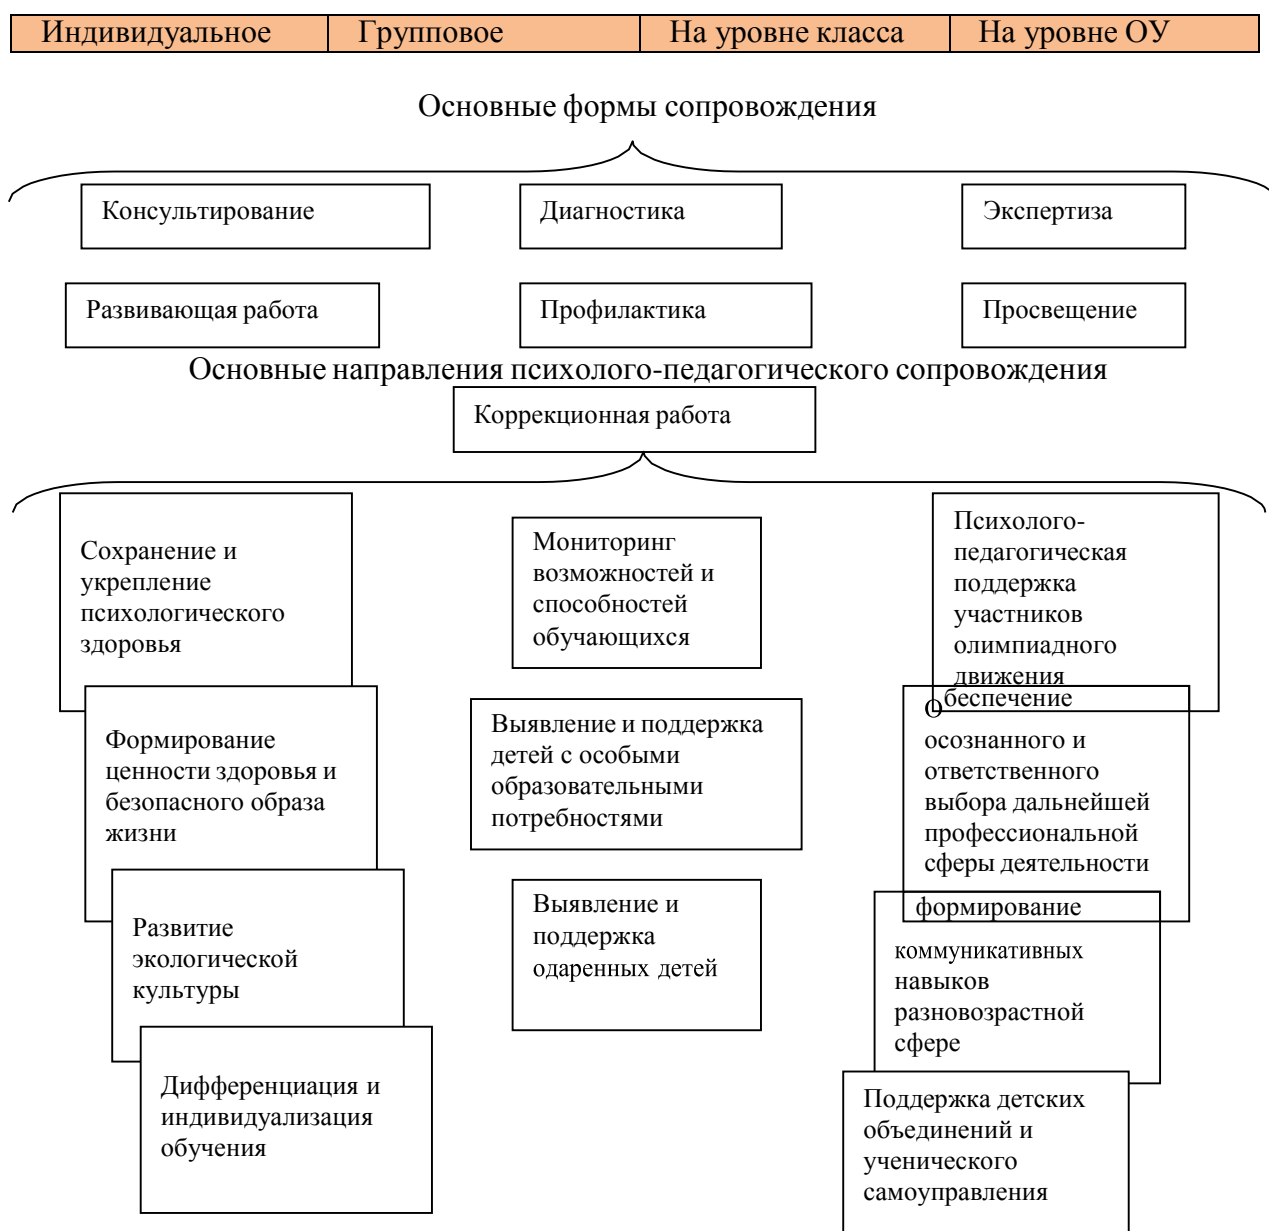 Индивидуальное Групповое На уровне класса На уровне ОУ
Основные формы сопровождения
Консультирование
Диагностика
Экспертиза
Развивающая работа
Профилактика
Просвещение
Основные направления психолого-педагогического сопровождения
Коррекционная работа
Сохранение и
укрепление
психологического
здоровья
Формирование
ценности здоровья и
безопасного образа
жизни
Развитие
экологической
культуры
Дифференциация и
индивидуализация
обучения
Мониторинг
возможностей и
способностей
обучающихся
Выявление и поддержка
детей с особыми
образовательными
потребностями
Выявление и
поддержка
одаренных детей
Психолого-
педагогическая
поддержка
участников
олимпиадного
движения
Обеспечение
осознанного и
ответственного
выбора дальнейшей
профессиональной
сферы деятельности
формирование
коммуникативных
навыков
разновозрастной
сфере
Поддержка детских
объединений и
ученического
самоуправления